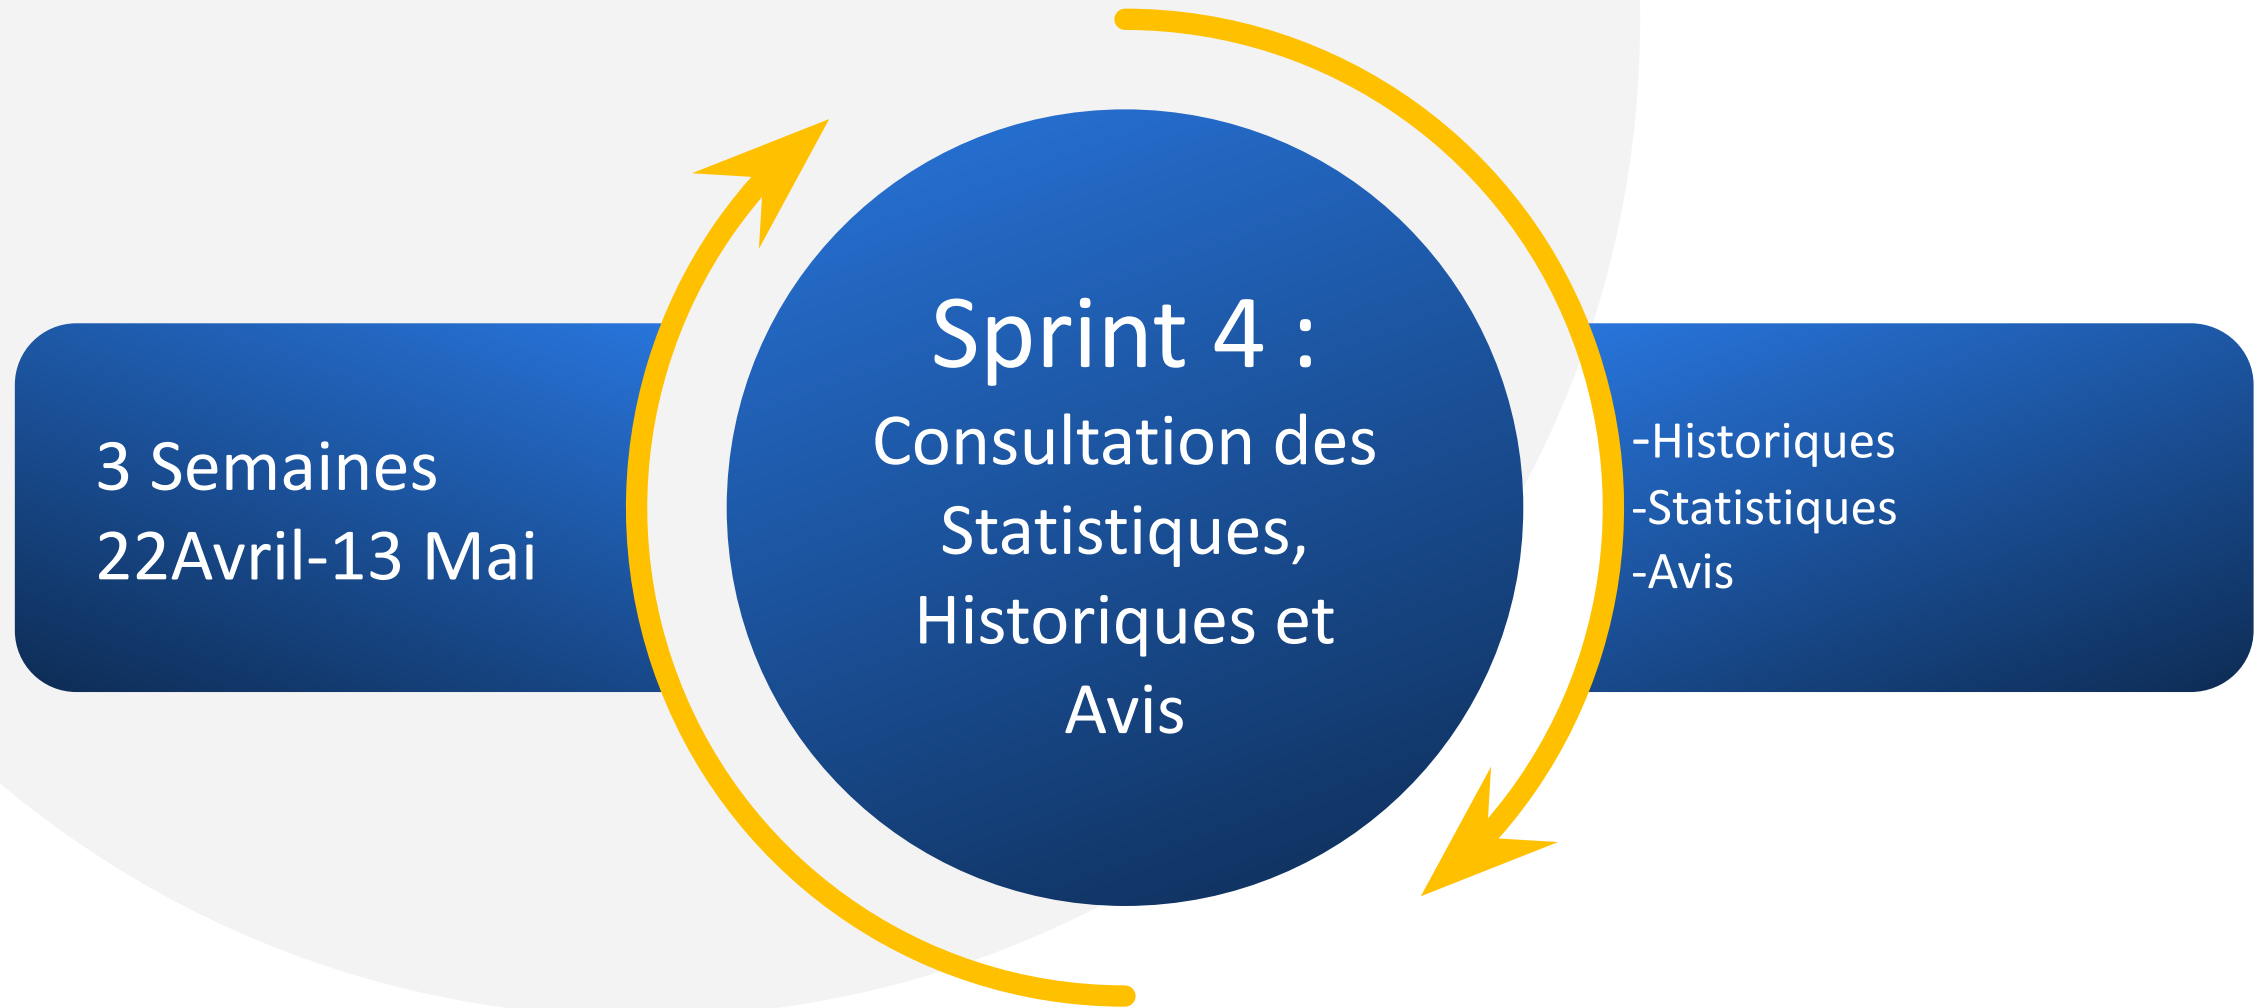 3 Semaines
22Avril-13 Mai
Sprint 4 :
Consultation des
Statistiques,
Historiques et
Avis
-Historiques
-Statistiques
-Avis